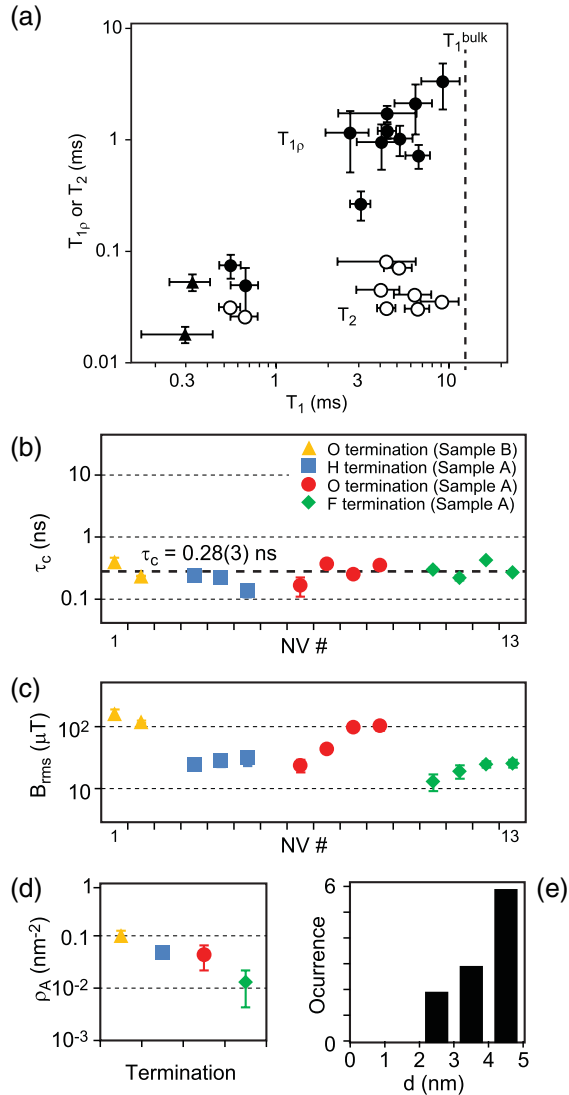 (a)
T₁ᵇᵘˡᵏ
10
1
0.1
0.01
T₁ρ or T₂ (ms)
T₁ρ
T₂
0.3
1
3
10
T₁ (ms)
(b)
O termination (Sample B)
H termination (Sample A)
O termination (Sample A)
F termination (Sample A)
10
1
0.1
τc (ns)
τc = 0.28(3) ns
1
NV #
13
(c)
10²
10
Brms (μT)
1
NV #
13
(d)
1
0.1
10⁻²
10⁻³
ρA (nm⁻²)
Termination
(e)
6
0
Ocurrence
0 1 2 3 4 5
d (nm)